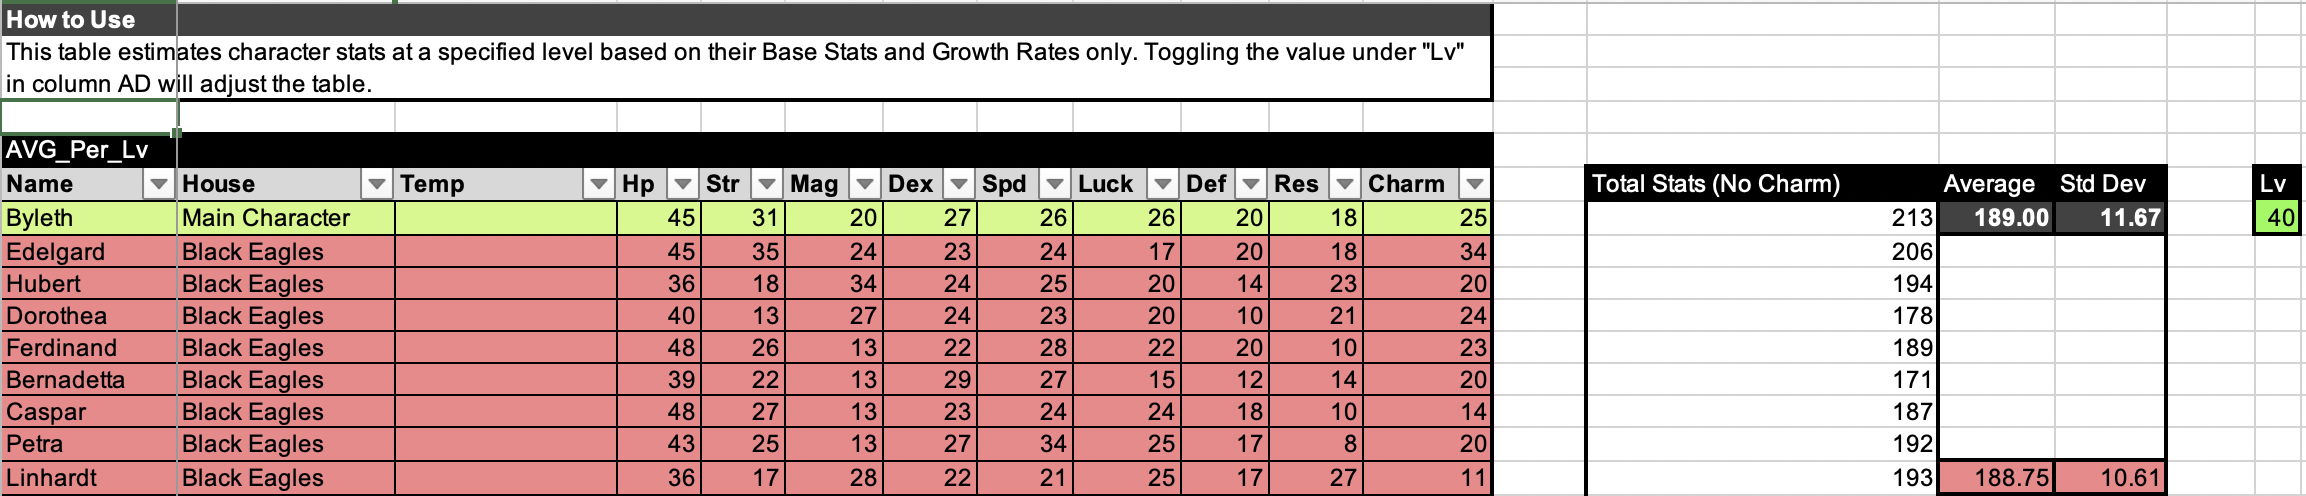 How to Use
This table estimates character stats at a specified level based on their Base Stats and Growth Rates only. Toggling the value under "Lv"
in column AD will adjust the table.
AVG_Per_Lv
Name House Temp Hp Str Mag Dex Spd Luck Def Res Charm Total Stats (No Charm) Average Std Dev Lv
Byleth Main Character 45 31 20 27 26 26 20 18 25 213 189.00 11.67 40
Edelgard Black Eagles 45 35 24 23 24 17 20 18 34 206
Hubert Black Eagles 36 18 34 24 25 20 14 23 20 194
Dorothea Black Eagles 40 13 27 24 23 20 10 21 24 178
Ferdinand Black Eagles 48 26 13 22 28 22 20 10 23 189
Bernadetta Black Eagles 39 22 13 29 27 15 12 14 20 171
Caspar Black Eagles 48 27 13 23 24 24 18 10 14 187
Petra Black Eagles 43 25 13 27 34 25 17 8 20 192
Linhardt Black Eagles 36 17 28 22 21 25 17 27 11 193 188.75 10.61